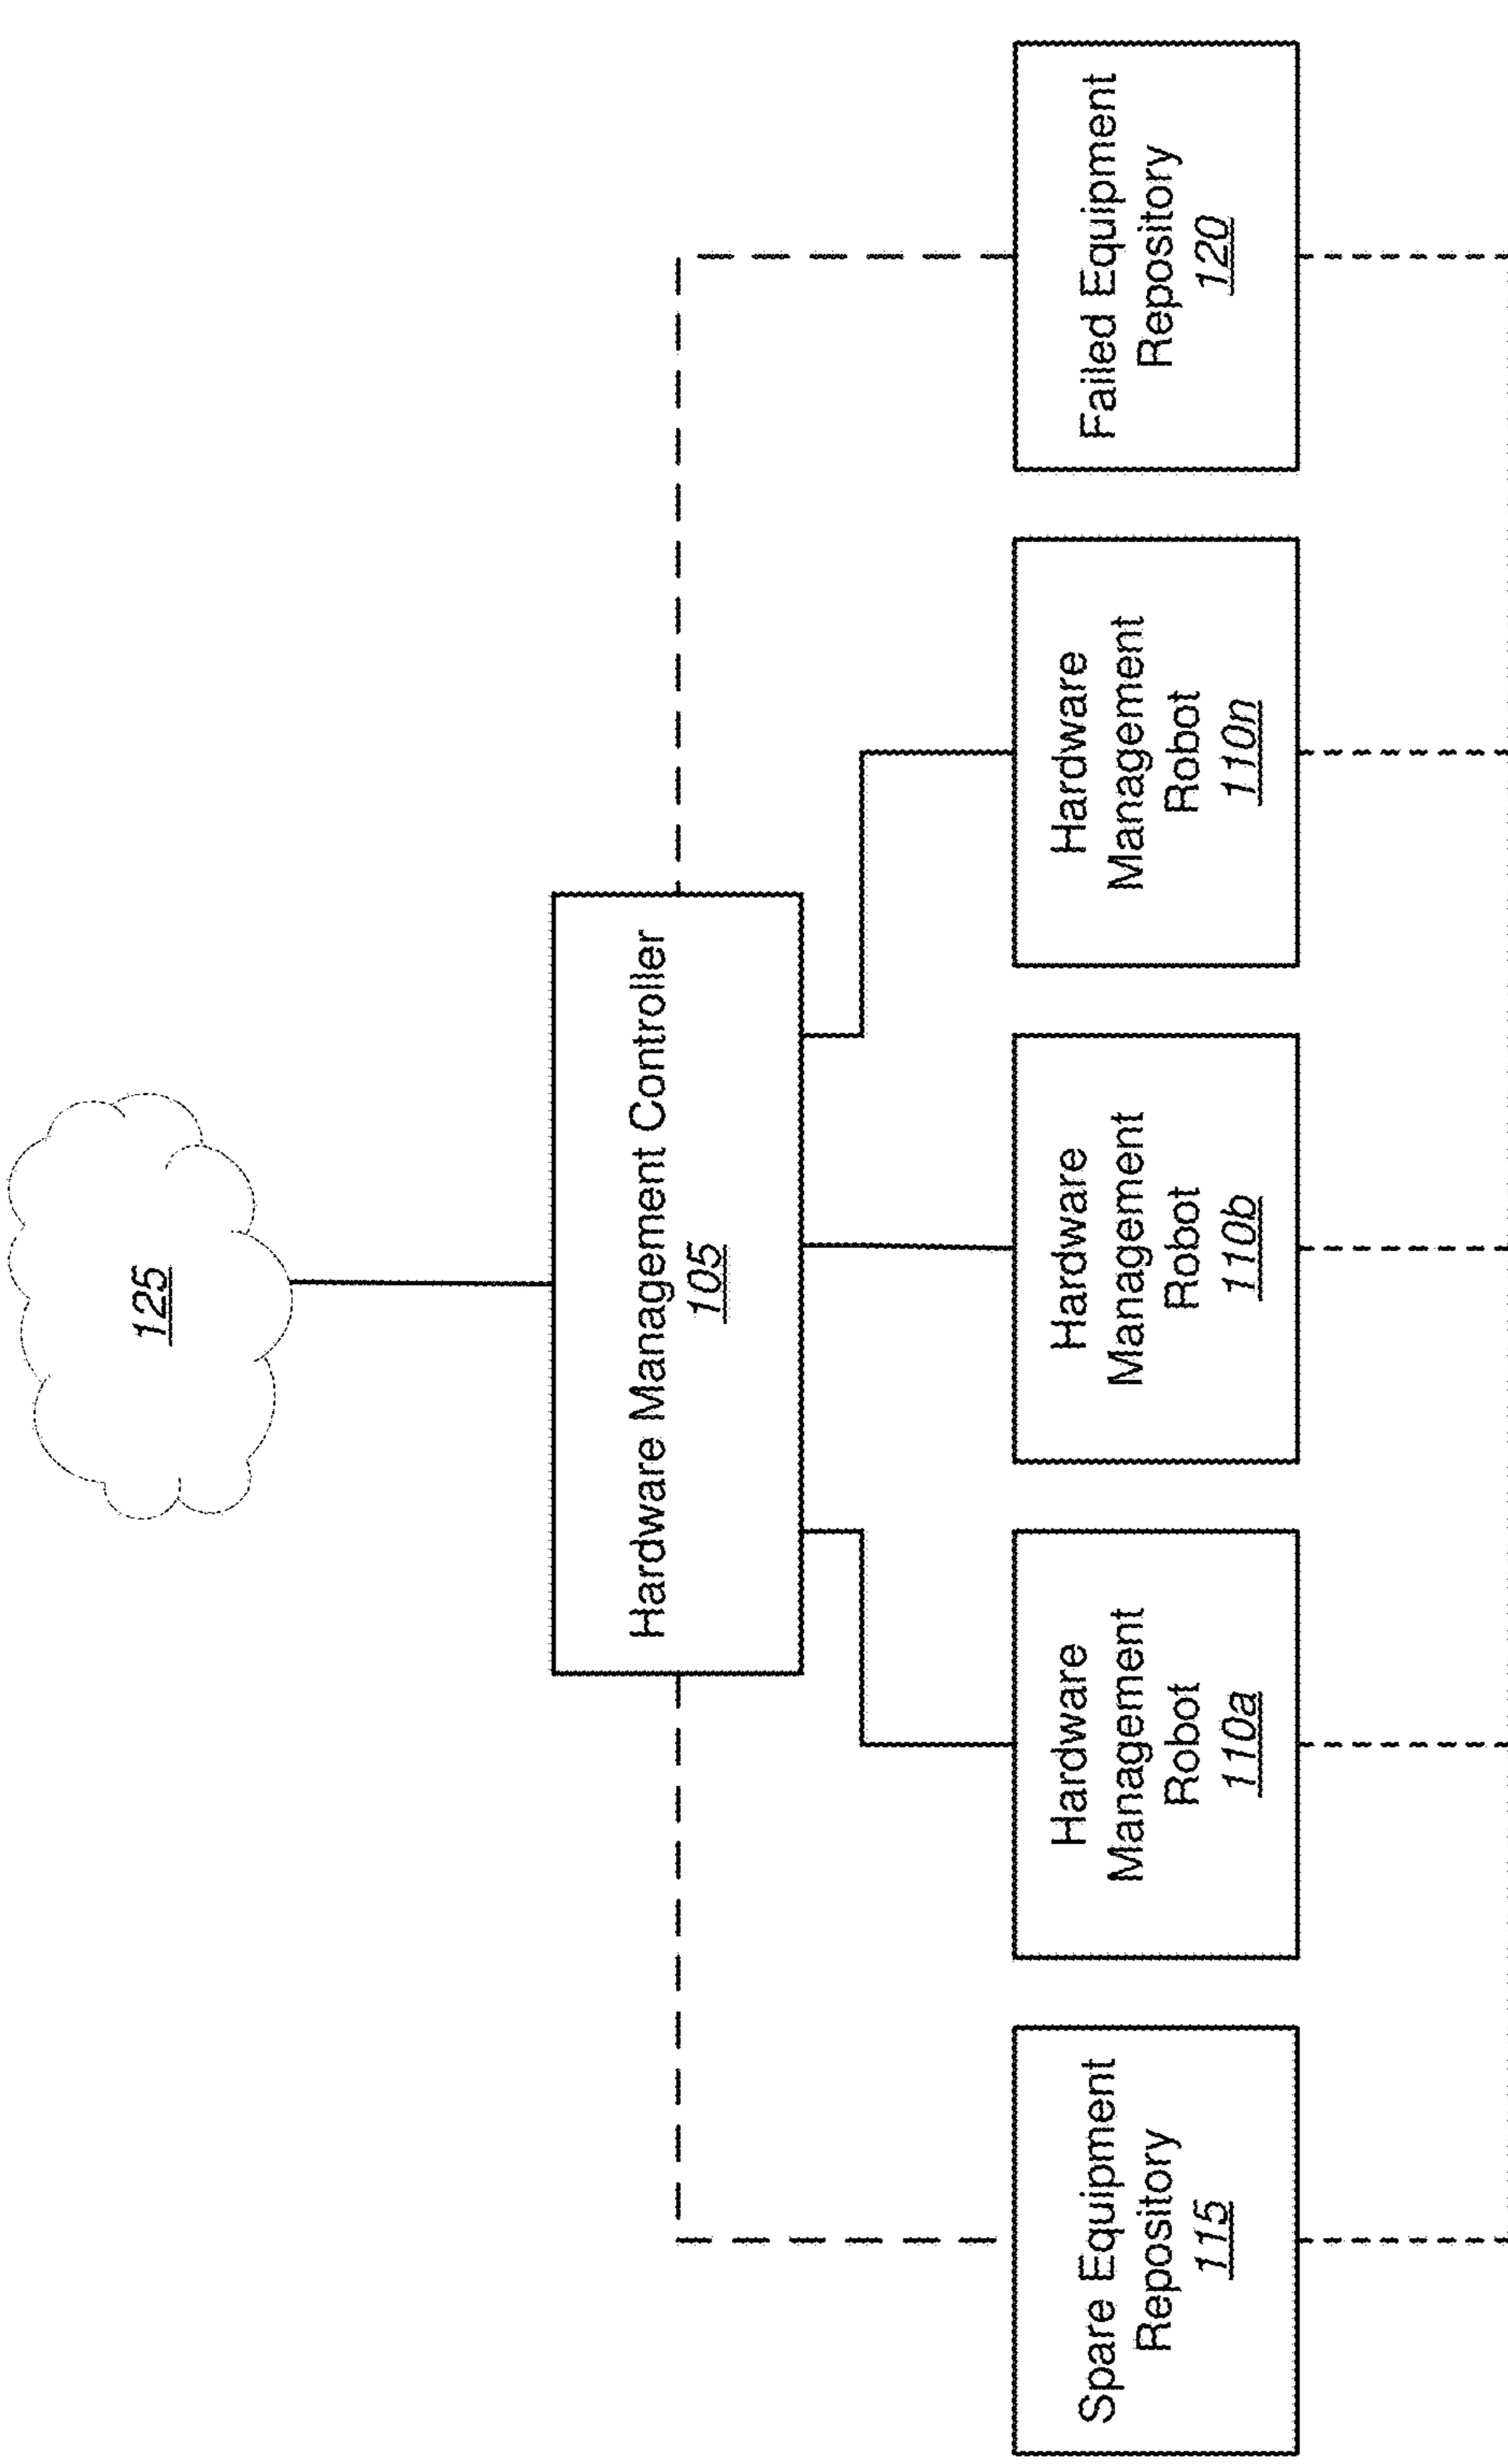 125
Hardware Management Controller
105
Spare Equipment
Repository
115
Hardware
Management
Robot
110a
Hardware
Management
Robot
110b
Hardware
Management
Robot
110n
Failed Equipment
Repository
120